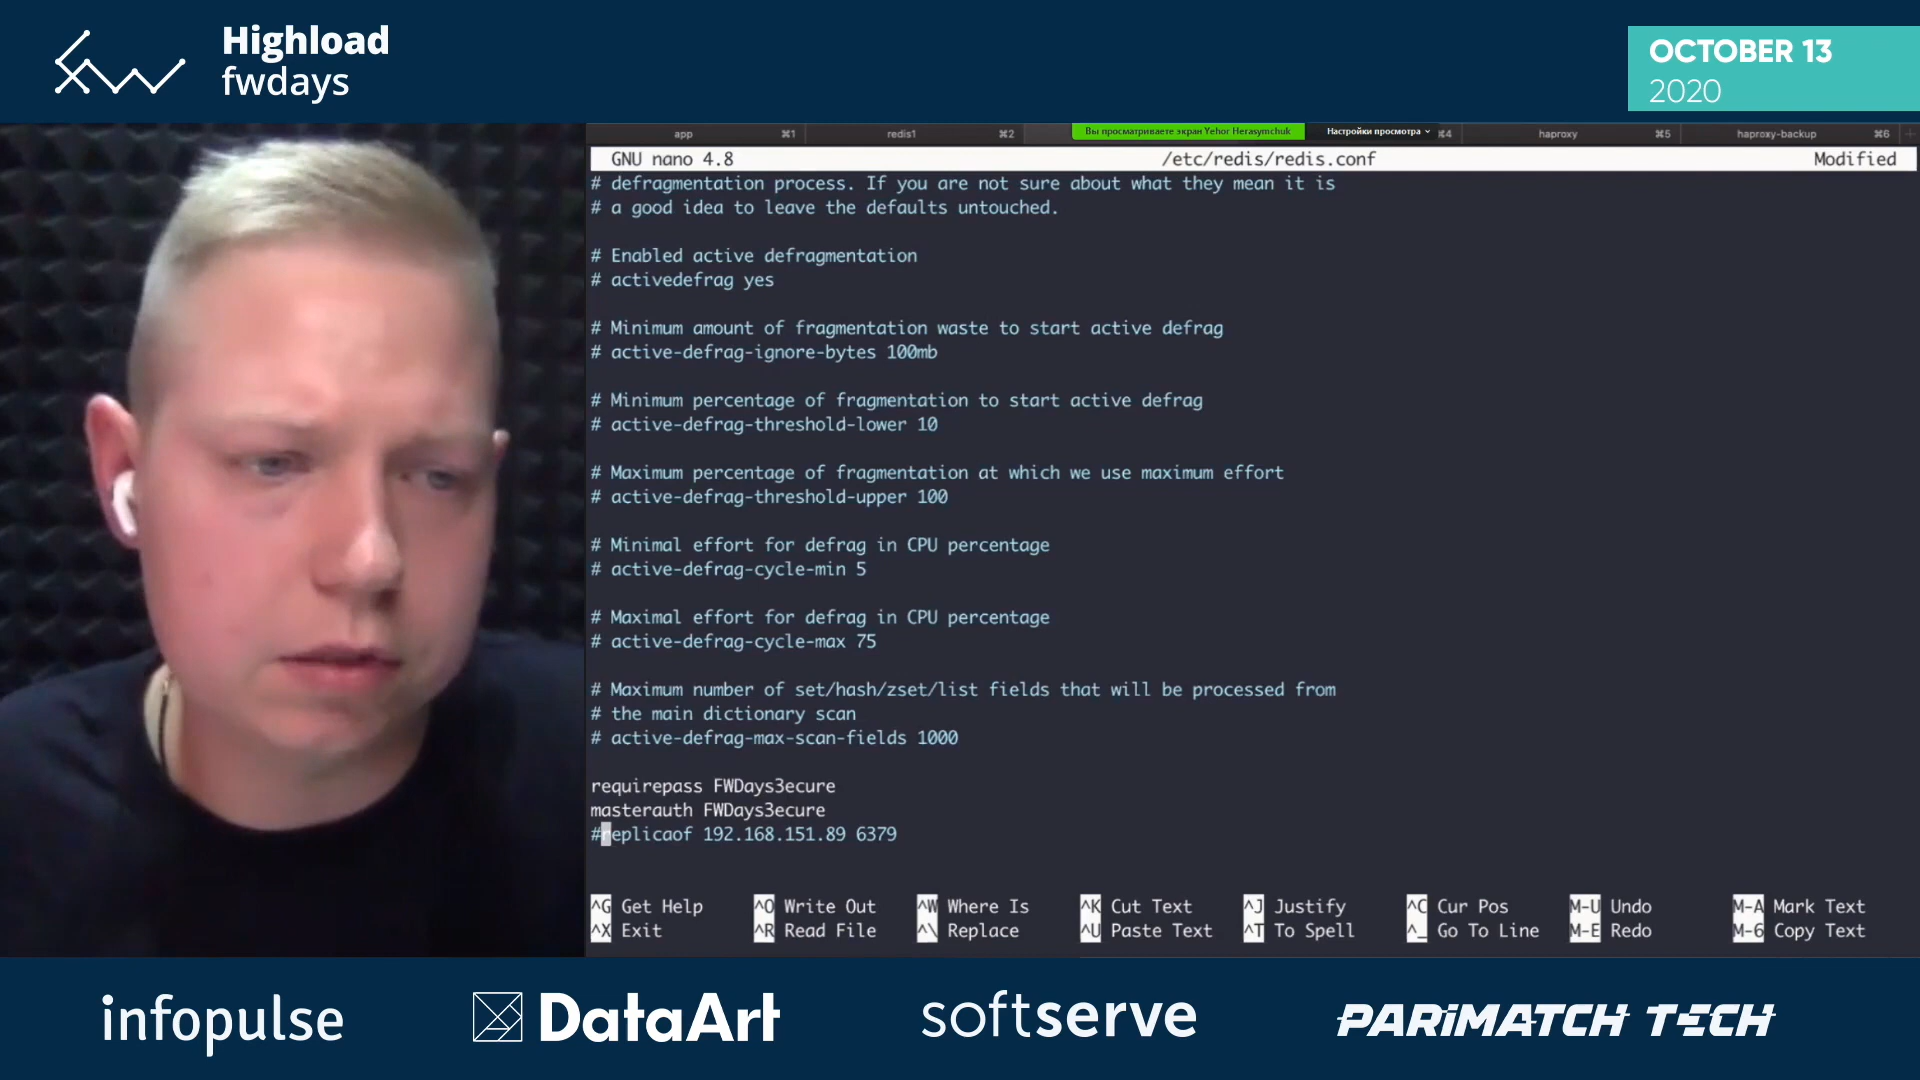 Highload
fwdays
OCTOBER 13
2020
app ⌘1 redis1 ⌘2 Вы просматриваете экран Yehor Herasymchuk Настройки просмотра ⌘4 haproxy ⌘5 haproxy-backup ⌘6
GNU nano 4.8 /etc/redis/redis.conf Modified
# defragmentation process. If you are not sure about what they mean it is
# a good idea to leave the defaults untouched.
# Enabled active defragmentation
# activedefrag yes
# Minimum amount of fragmentation waste to start active defrag
# active-defrag-ignore-bytes 100mb
# Minimum percentage of fragmentation to start active defrag
# active-defrag-threshold-lower 10
# Maximum percentage of fragmentation at which we use maximum effort
# active-defrag-threshold-upper 100
# Minimal effort for defrag in CPU percentage
# active-defrag-cycle-min 5
# Maximal effort for defrag in CPU percentage
# active-defrag-cycle-max 75
# Maximum number of set/hash/zset/list fields that will be processed from
# the main dictionary scan
# active-defrag-max-scan-fields 1000
requirepass FWDays3ecure
masterauth FWDays3ecure
#replicaof 192.168.151.89 6379
^G Get Help ^O Write Out ^W Where Is ^K Cut Text ^J Justify ^C Cur Pos M-U Undo M-A Mark Text
^X Exit ^R Read File ^\ Replace ^U Paste Text ^T To Spell ^_ Go To Line M-E Redo M-6 Copy Text
infopulse DataArt softserve PARIMATCH TECH